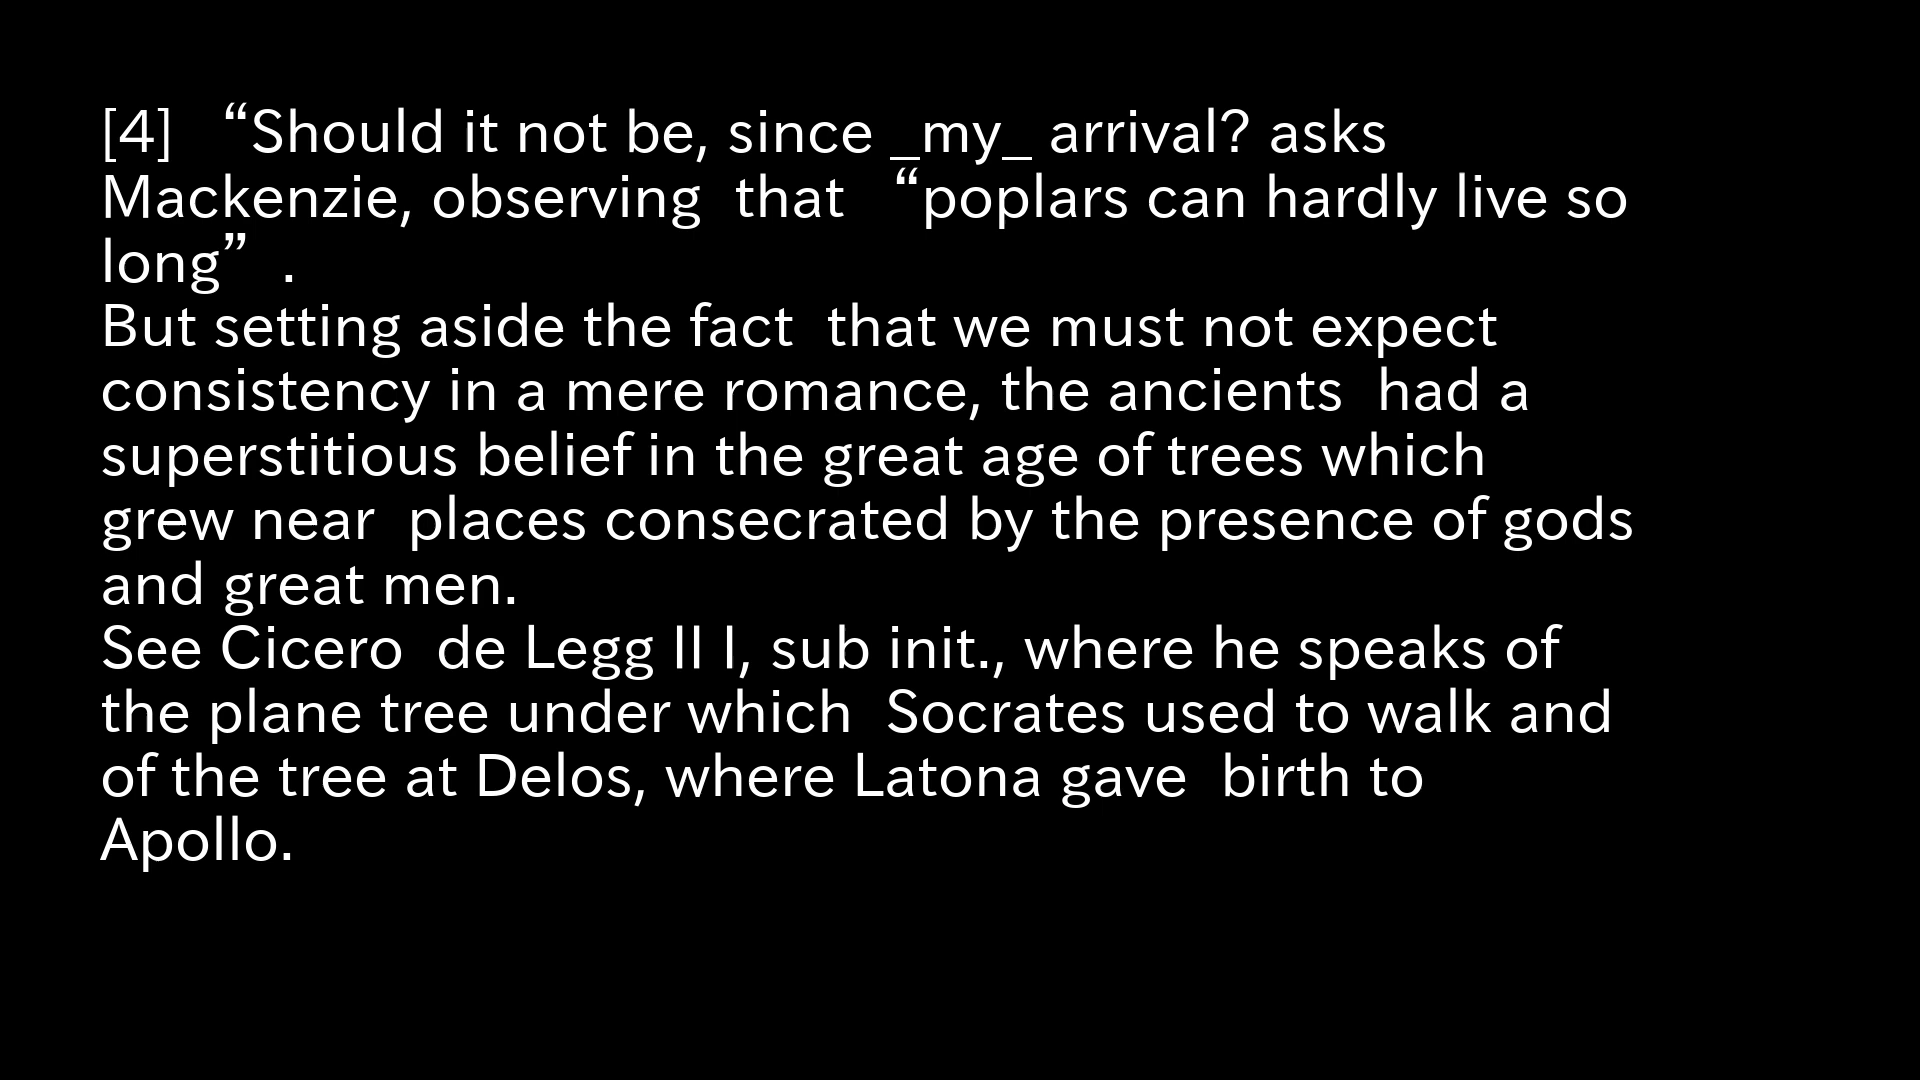 [4] “Should it not be, since _my_ arrival? asks
Mackenzie, observing that “poplars can hardly live so
long” .
But setting aside the fact that we must not expect
consistency in a mere romance, the ancients had a
superstitious belief in the great age of trees which
grew near places consecrated by the presence of gods
and great men.
See Cicero de Legg II I, sub init., where he speaks of
the plane tree under which Socrates used to walk and
of the tree at Delos, where Latona gave birth to
Apollo.